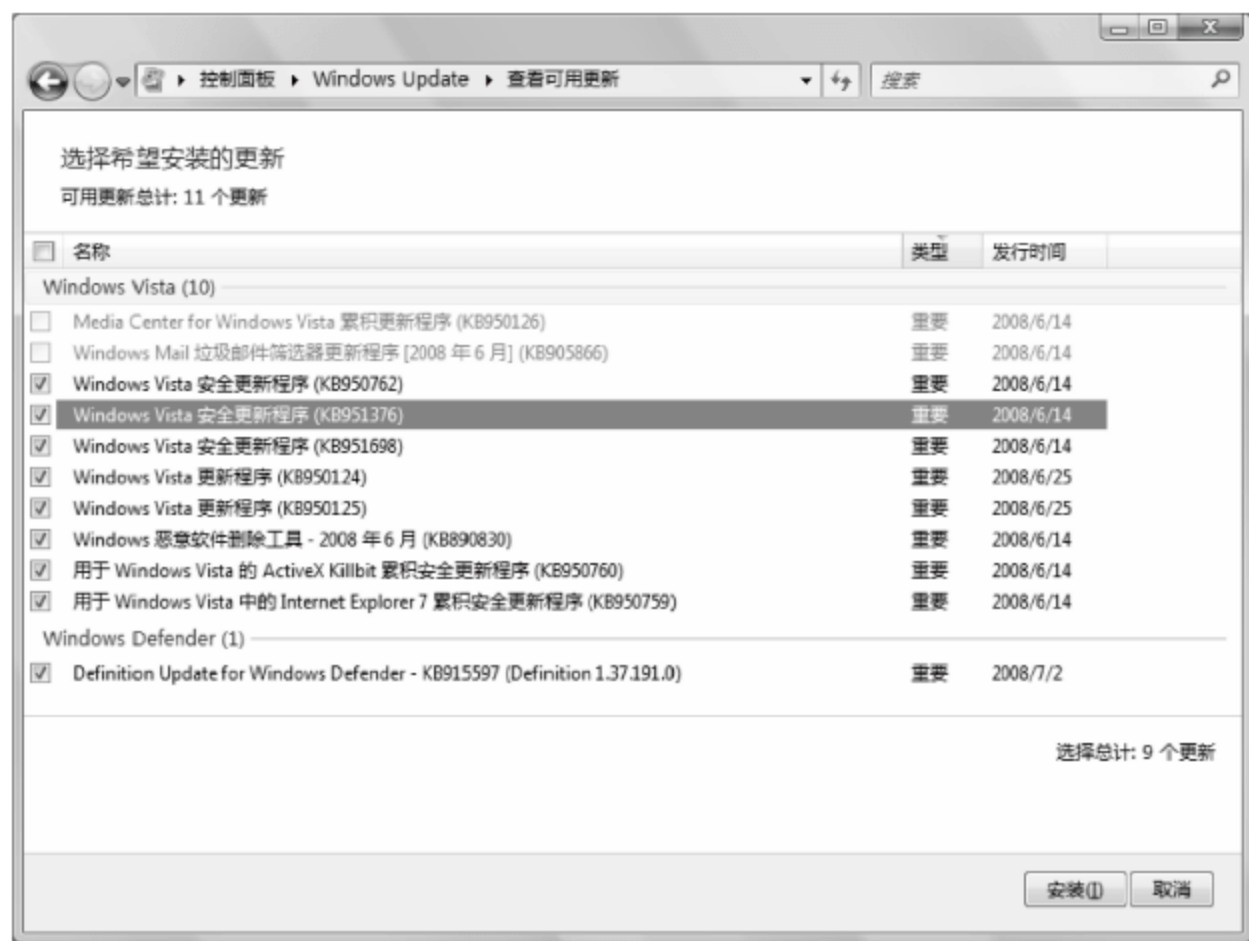 控制面板 ▸ Windows Update ▸ 查看可用更新
搜索
选择希望安装的更新
可用更新总计: 11 个更新
名称 类型 发行时间
Windows Vista (10)
Media Center for Windows Vista 累积更新程序 (KB950126) 重要 2008/6/14
Windows Mail 垃圾邮件筛选器更新程序 [2008 年 6 月] (KB905866) 重要 2008/6/14
Windows Vista 安全更新程序 (KB950762) 重要 2008/6/14
Windows Vista 安全更新程序 (KB951376) 重要 2008/6/14
Windows Vista 安全更新程序 (KB951698) 重要 2008/6/14
Windows Vista 更新程序 (KB950124) 重要 2008/6/25
Windows Vista 更新程序 (KB950125) 重要 2008/6/25
Windows 恶意软件删除工具 - 2008 年 6 月 (KB890830) 重要 2008/6/14
用于 Windows Vista 的 ActiveX Killbit 累积安全更新程序 (KB950760) 重要 2008/6/14
用于 Windows Vista 中的 Internet Explorer 7 累积安全更新程序 (KB950759) 重要 2008/6/14
Windows Defender (1)
Definition Update for Windows Defender - KB915597 (Definition 1.37.191.0) 重要 2008/7/2
选择总计: 9 个更新
安装(I) 取消